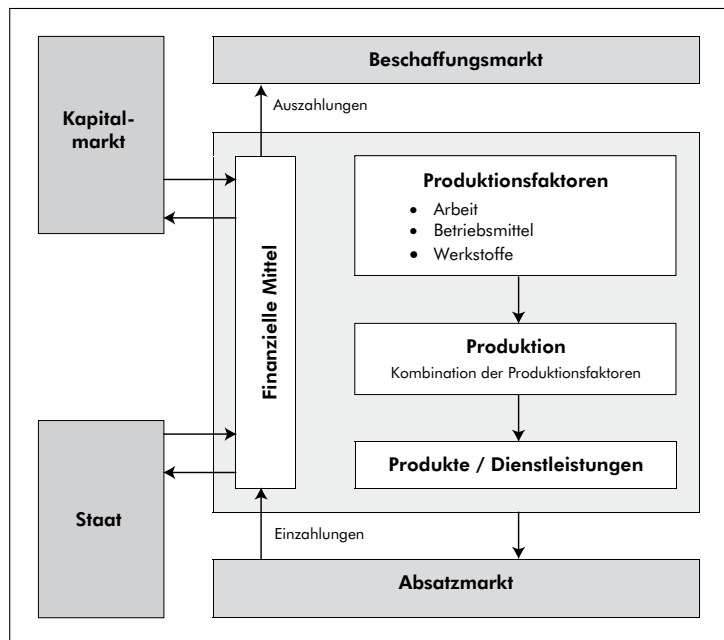 Beschaffungsmarkt
Auszahlungen
Kapital-
markt
Finanzielle Mittel
Produktionsfaktoren
• Arbeit
• Betriebsmittel
• Werkstoffe
Produktion
Kombination der Produktionsfaktoren
Produkte / Dienstleistungen
Staat
Einzahlungen
Absatzmarkt